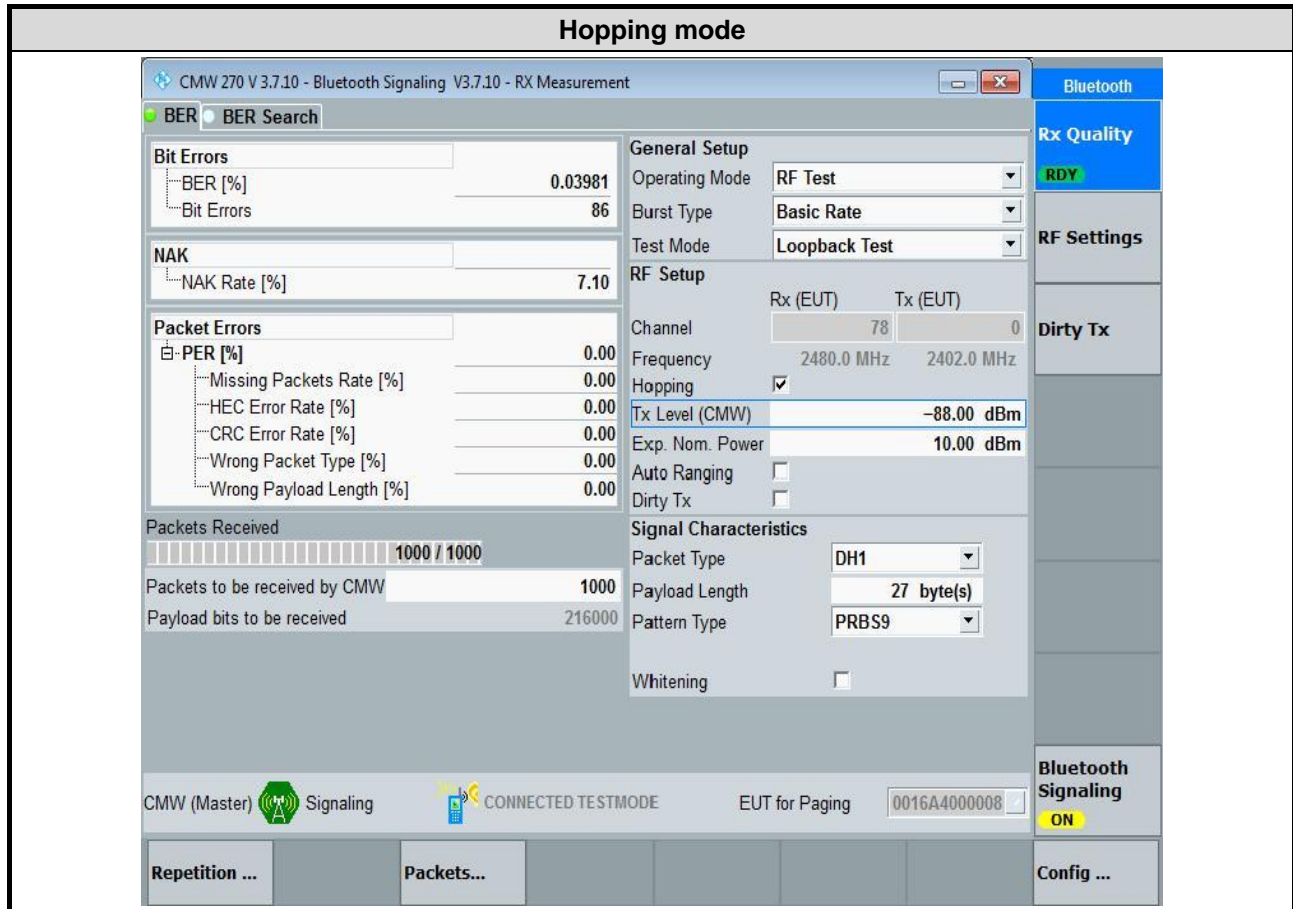 Hopping mode
CMW 270 V 3.7.10 - Bluetooth Signaling V3.7.10 - RX Measurement
Bluetooth
BER BER Search
Rx Quality
RDY
Bit Errors
BER [%] 0.03981
Bit Errors 86
NAK
NAK Rate [%] 7.10
Packet Errors
PER [%] 0.00
Missing Packets Rate [%] 0.00
HEC Error Rate [%] 0.00
CRC Error Rate [%] 0.00
Wrong Packet Type [%] 0.00
Wrong Payload Length [%] 0.00
Packets Received
1000 / 1000
Packets to be received by CMW 1000
Payload bits to be received 216000
General Setup
Operating Mode RF Test
Burst Type Basic Rate
Test Mode Loopback Test
RF Setup
Rx (EUT) Tx (EUT)
Channel 78 0
Frequency 2480.0 MHz 2402.0 MHz
Hopping
Tx Level (CMW) -88.00 dBm
Exp. Nom. Power 10.00 dBm
Auto Ranging
Dirty Tx
Signal Characteristics
Packet Type DH1
Payload Length 27 byte(s)
Pattern Type PRBS9
Whitening
RF Settings
Dirty Tx
CMW (Master) Signaling CONNECTED TESTMODE EUT for Paging 0016A4000008
Bluetooth
Signaling
ON
Repetition ... Packets... Config ...